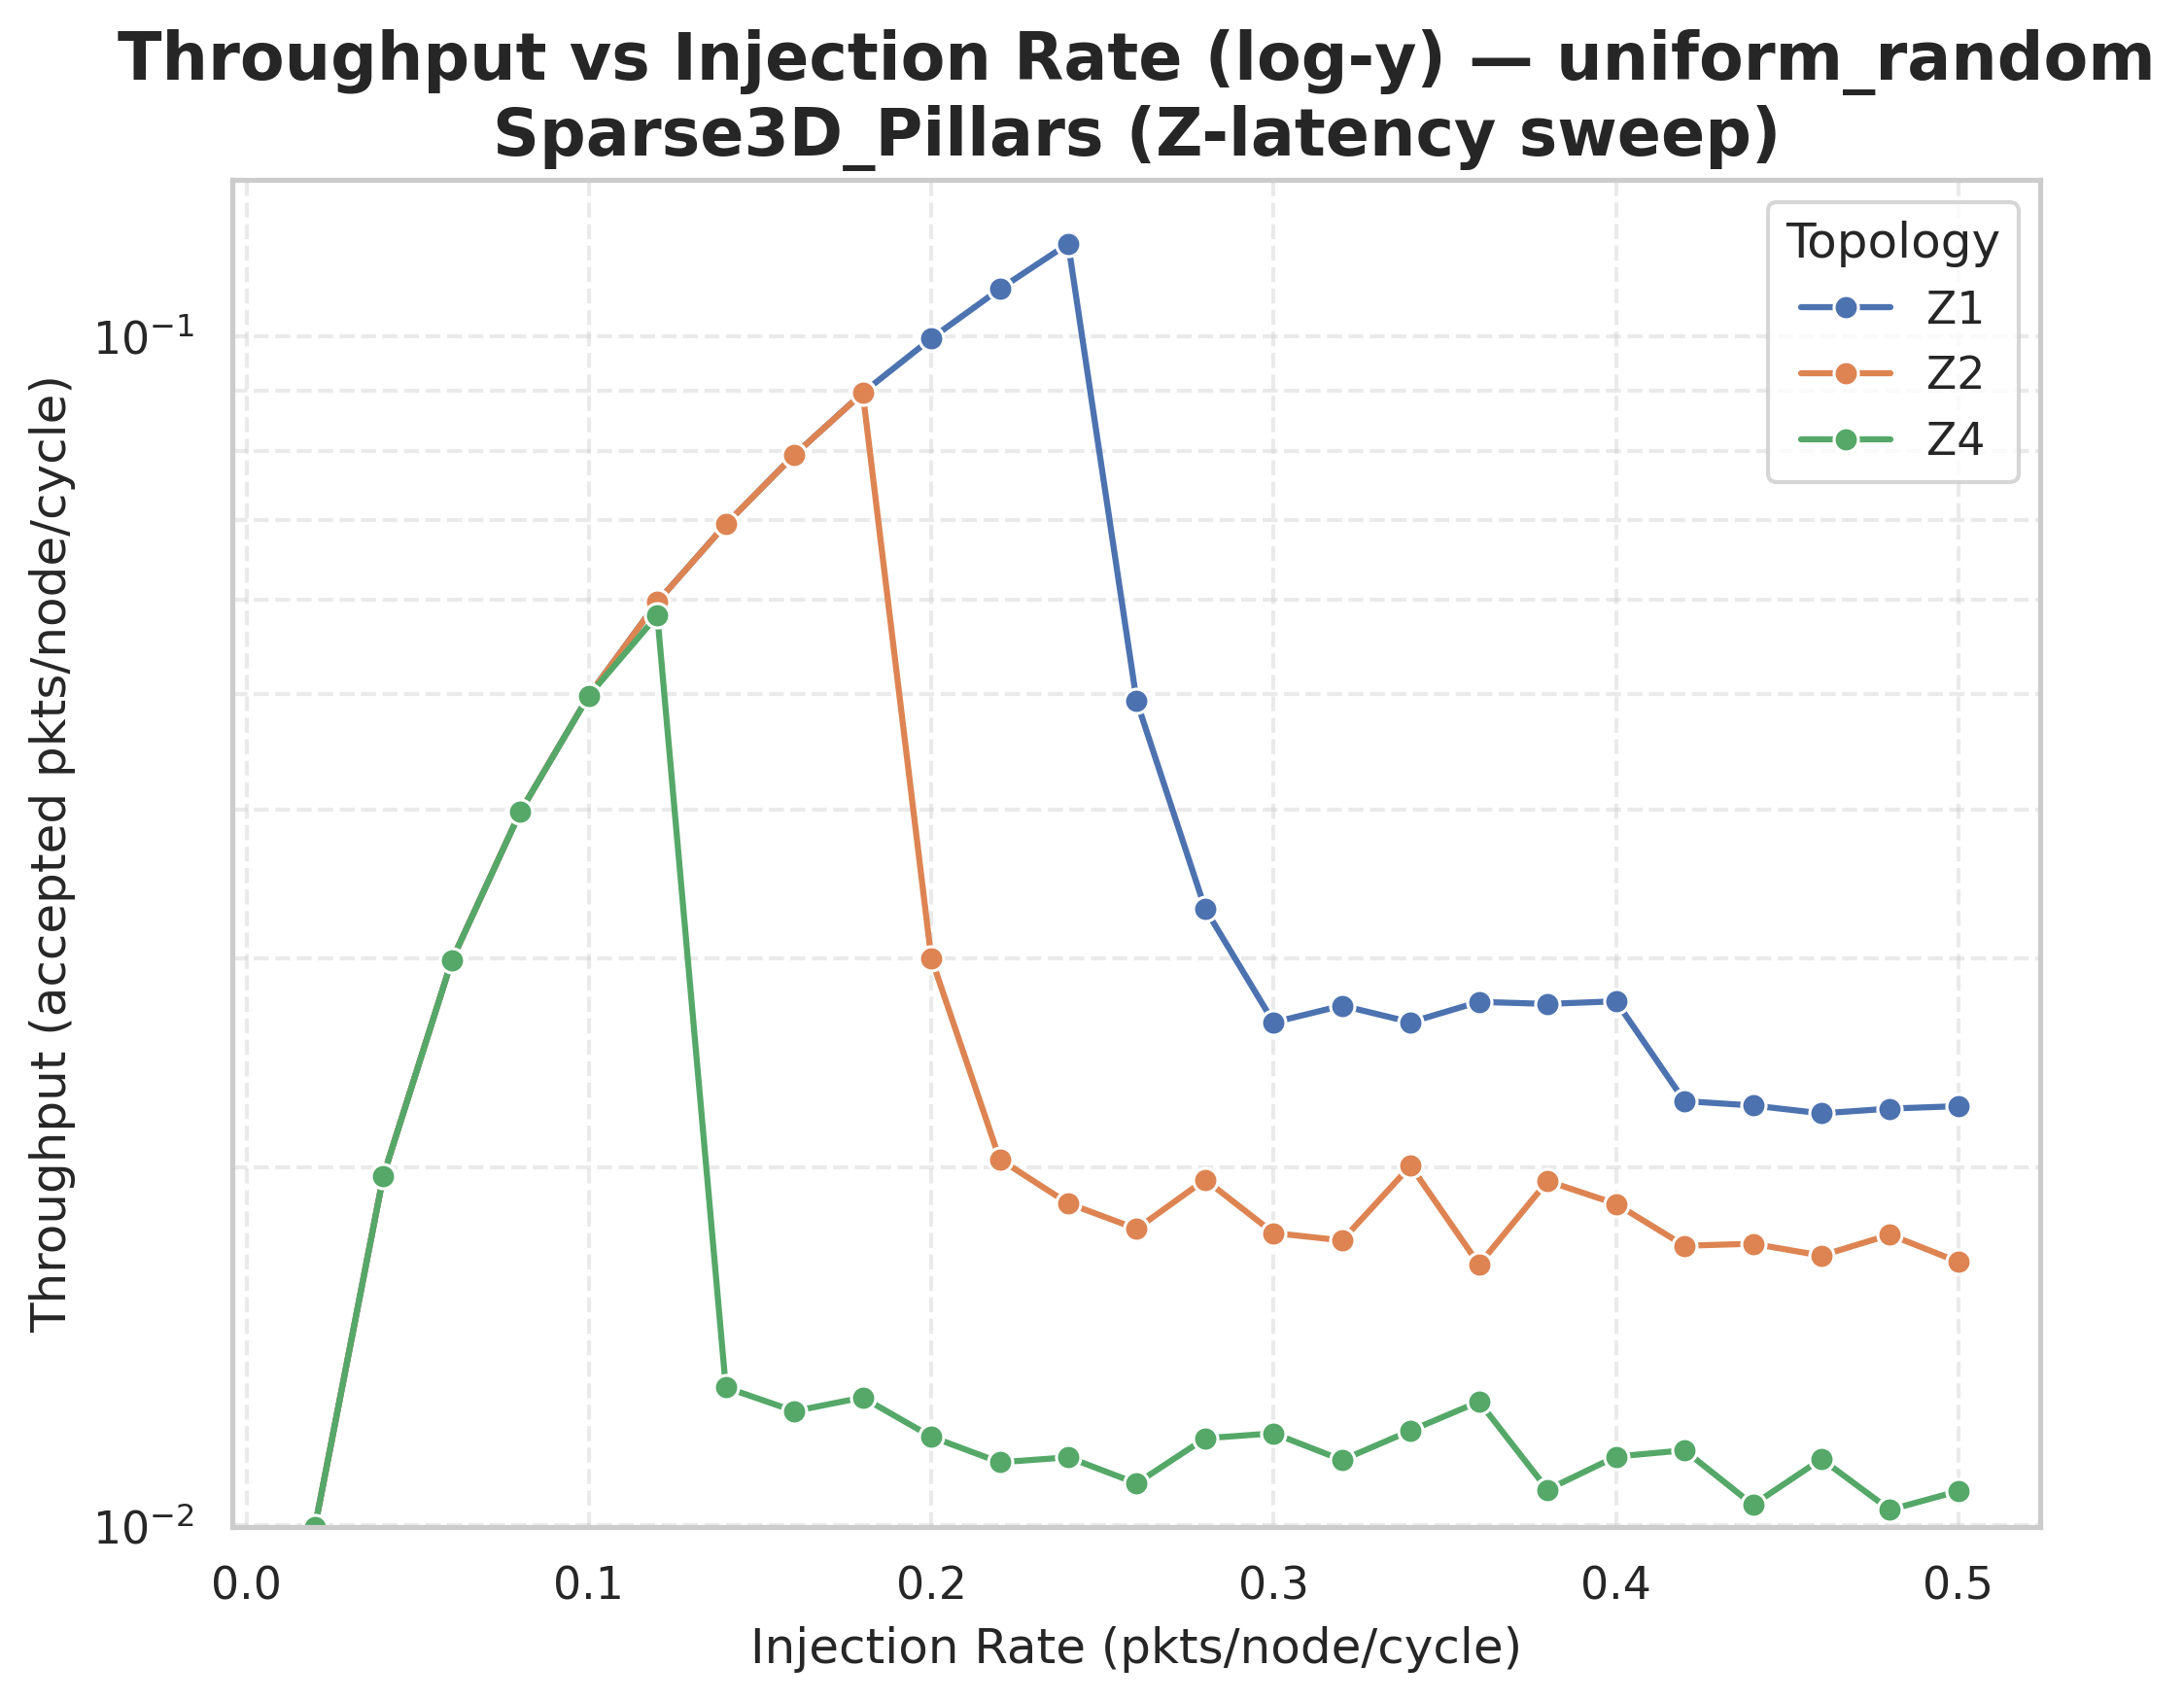 Throughput vs Injection Rate (log-y) — uniform_random
Sparse3D_Pillars (Z-latency sweep)
Topology
Z1
Z2
Z4
Throughput (accepted pkts/node/cycle)
10⁻¹
10⁻²
0.0 0.1 0.2 0.3 0.4 0.5
Injection Rate (pkts/node/cycle)